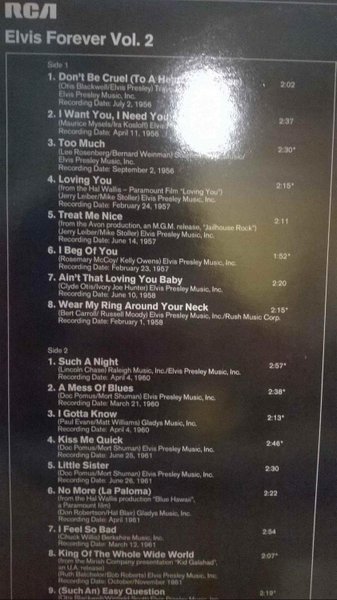 RCA
Elvis Forever Vol. 2
Side 1
1. Don't Be Cruel (To A
2:02
(Otis Blackwell/Elvis Presley)
Elvis Presley Music, Inc.
Recording Date: July 2, 1956
2. I Want You, I Need You
2:37
(Maurice Mysels/Ira Kosloff)
Recording Date: April 11, 1956
3. Too Much
2:30*
(Lee Rosenberg/Bernard Weinman)
Elvis Presley Music, Inc.
Recording Date: September 2, 1956
4. Loving You
2:15*
(from the Hal Wallis – Paramount Film "Loving You")
(Jerry Leiber/Mike Stoller) Elvis Presley Music, Inc.
Recording Date: February 24, 1957
5. Treat Me Nice
2:11
(from the Avon production, an M.G.M. release, "Jailhouse Rock")
(Jerry Leiber/Mike Stoller) Elvis Presley Music, Inc.
Recording Date: June 14, 1957
6. I Beg Of You
1:52*
(Rosemary McCoy/ Kelly Owens) Elvis Presley Music, Inc.
Recording Date: February 23, 1957
7. Ain't That Loving You Baby
2:20
(Clyde Otis/Ivory Joe Hunter) Elvis Presley Music, Inc.
Recording Date: June 10, 1958
8. Wear My Ring Around Your Neck
2:15*
(Bert Carroll/ Russell Moody) Elvis Presley Music, Inc./Rush Music Corp.
Recording Date: February 1, 1958
Side 2
1. Such A Night
2:57*
(Lincoln Chase) Raleigh Music, Inc./Elvis Presley Music, Inc.
Recording Date: April 4, 1960
2. A Mess Of Blues
2:38*
(Doc Pomus/Mort Shuman) Elvis Presley Music, Inc.
Recording Date: March 21, 1960
3. I Gotta Know
2:13*
(Paul Evans/Matt Williams) Gladys Music, Inc.
Recording Date: April 4, 1960
4. Kiss Me Quick
2:46*
(Doc Pomus/Mort Shuman) Elvis Presley Music, Inc.
Recording Date: June 25, 1961
5. Little Sister
2:30
(Doc Pomus/Mort Shuman) Elvis Presley Music, Inc.
Recording Date: June 26, 1961
6. No More (La Paloma)
2:22
(from the Hal Wallis production "Blue Hawaii",
a Paramount film)
(Don Robertson/Hal Blair) Gladys Music, Inc.
Recording Date: April 1961
7. I Feel So Bad
2:54
(Chuck Willis) Berkshire Music, Inc.
Recording Date: March 12, 1961
8. King Of The Whole Wide World
2:07*
(from the Mirisch Company presentation "Kid Galahad",
an U.A. release)
(Ruth Batchelor/Bob Roberts) Elvis Presley Music, Inc.
Recording Date: October/November 1961
9. (Such An) Easy Question
2:19*